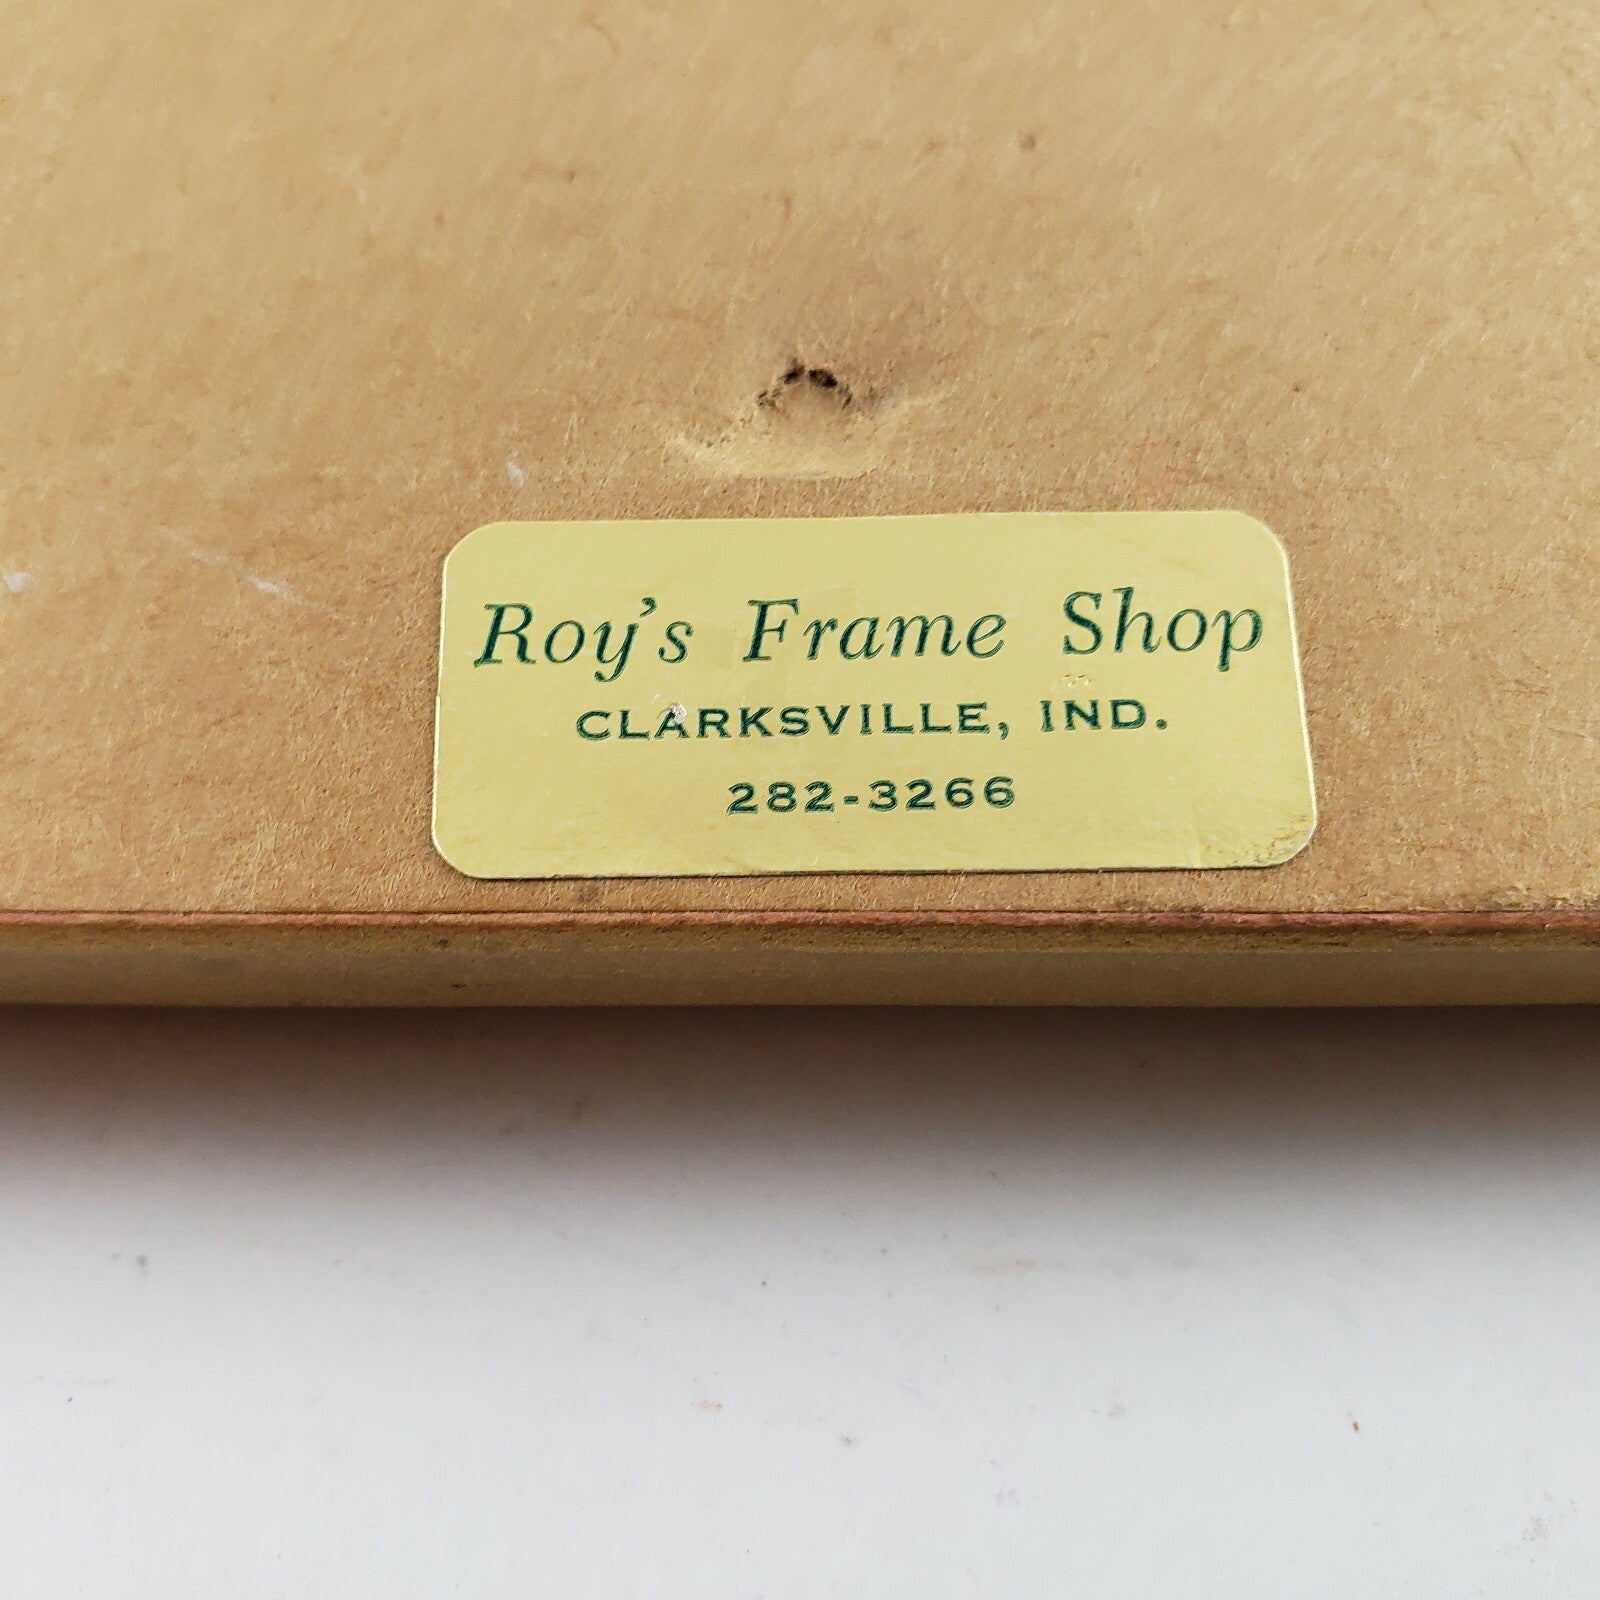 Roy's Frame Shop
CLARKSVILLE, IND.
282-3266